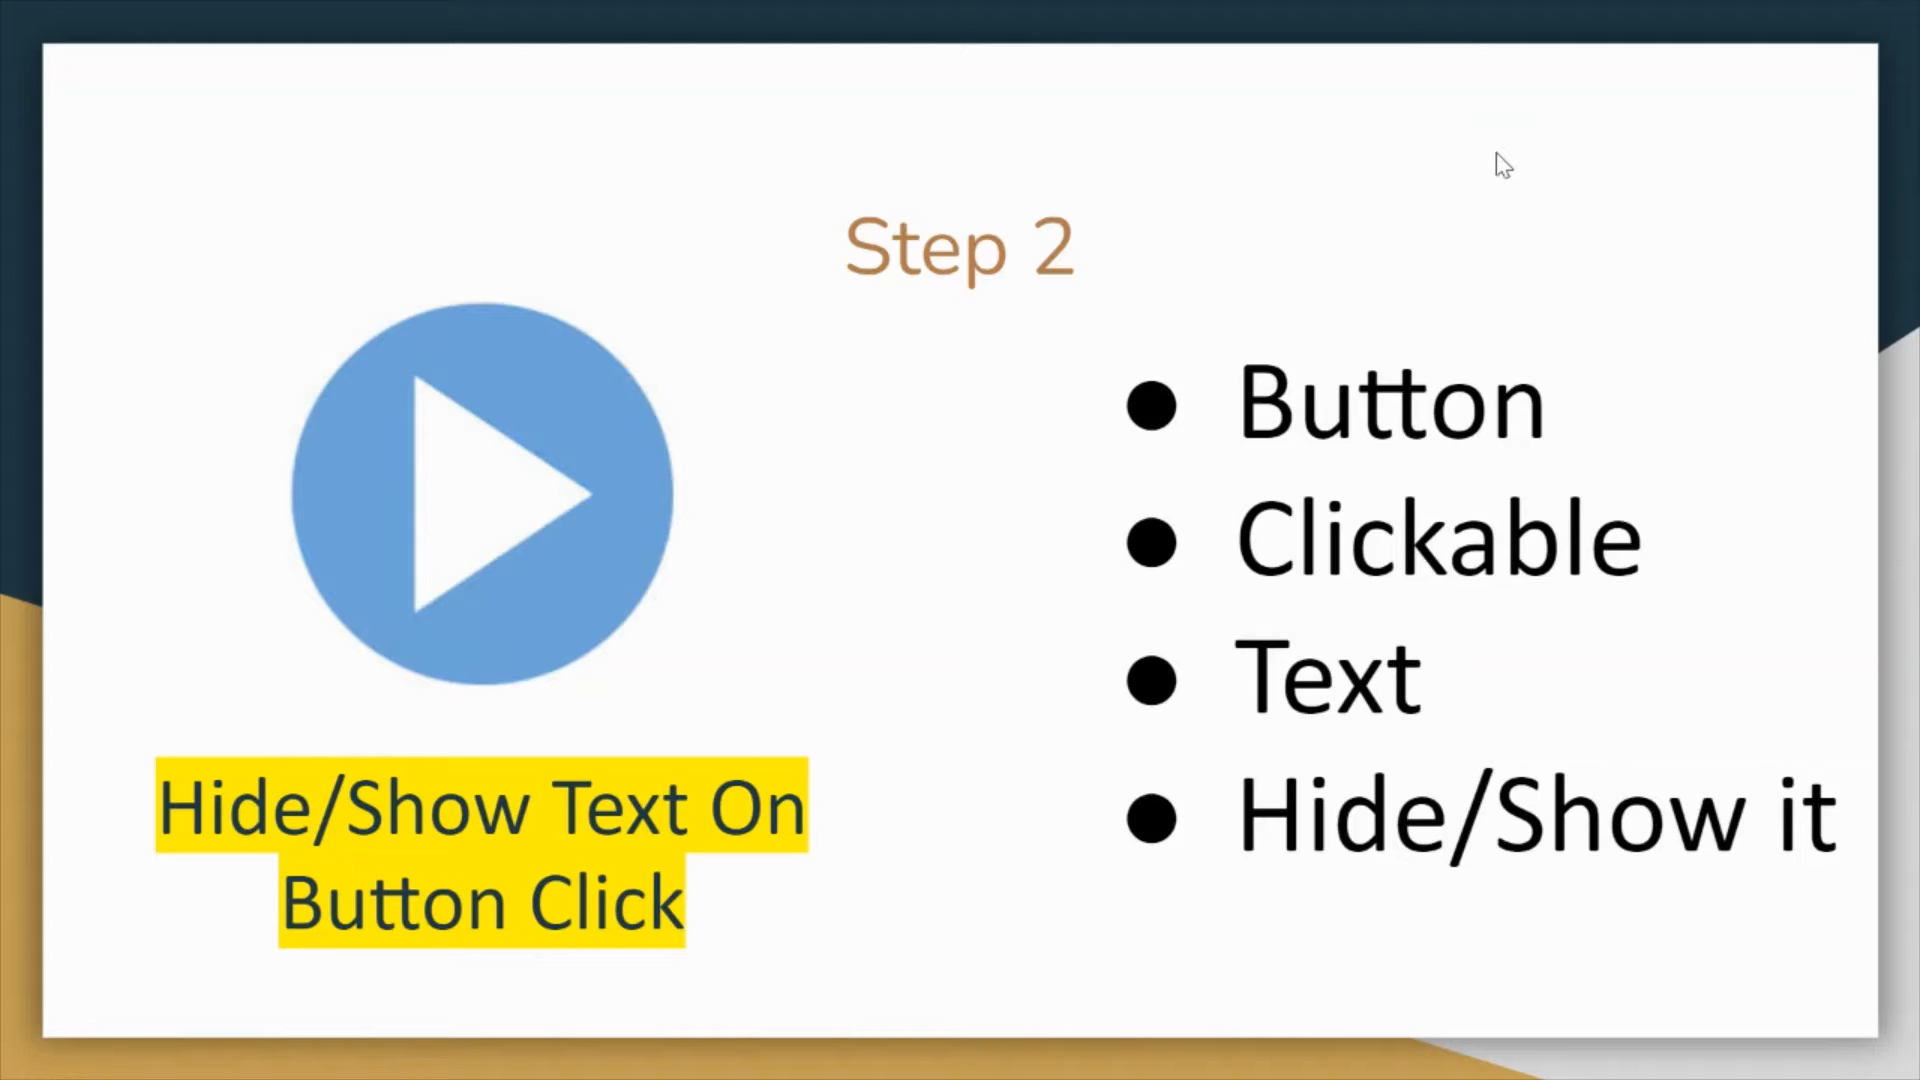 Step 2
Hide/Show Text On
Button Click
● Button
● Clickable
● Text
● Hide/Show it